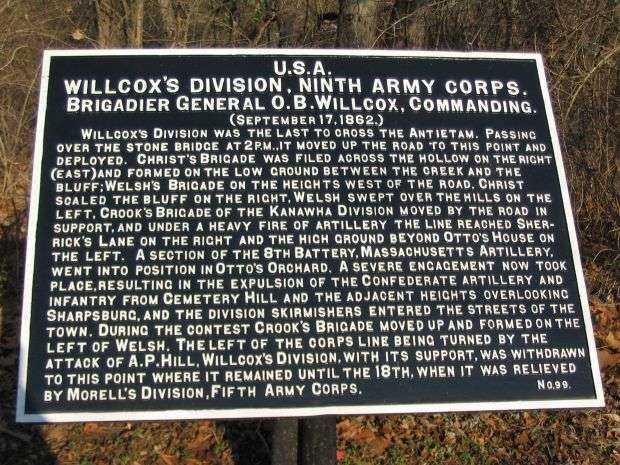 U.S.A.
WILLCOX'S DIVISION, NINTH ARMY CORPS.
BRIGADIER GENERAL O.B. WILLCOX, COMMANDING.
(SEPTEMBER 17, 1862.)
WILLCOX'S DIVISION WAS THE LAST TO CROSS THE ANTIETAM. PASSING
OVER THE STONE BRIDGE AT 2 P.M., IT MOVED UP THE ROAD TO THIS POINT AND
DEPLOYED. CHRIST'S BRIGADE WAS FILED ACROSS THE HOLLOW ON THE RIGHT
(EAST) AND FORMED ON THE LOW GROUND BETWEEN THE CREEK AND THE
BLUFF; WELSH'S BRIGADE ON THE HEIGHTS WEST OF THE ROAD. CHRIST
SCALED THE BLUFF ON THE RIGHT, WELSH SWEPT OVER THE HILLS ON THE
LEFT, CROOK'S BRIGADE OF THE KANAWHA DIVISION MOVED BY THE ROAD IN
SUPPORT, AND UNDER A HEAVY FIRE OF ARTILLERY THE LINE REACHED SHER-
RICK'S LANE ON THE RIGHT AND THE HIGH GROUND BEYOND OTTO'S HOUSE ON
THE LEFT. A SECTION OF THE 8TH BATTERY, MASSACHUSETTS ARTILLERY,
WENT INTO POSITION IN OTTO'S ORCHARD. A SEVERE ENGAGEMENT NOW TOOK
PLACE, RESULTING IN THE EXPULSION OF THE CONFEDERATE ARTILLERY AND
INFANTRY FROM CEMETERY HILL AND THE ADJACENT HEIGHTS OVERLOOKING
SHARPSBURG, AND THE DIVISION SKIRMISHERS ENTERED THE STREETS OF THE
TOWN. DURING THE CONTEST CROOK'S BRIGADE MOVED UP AND FORMED ON THE
LEFT OF WELSH. THE LEFT OF THE CORPS LINE BEING TURNED BY THE
ATTACK OF A.P. HILL, WILLCOX'S DIVISION, WITH ITS SUPPORT, WAS WITHDRAWN
TO THIS POINT WHERE IT REMAINED UNTIL THE 18TH, WHEN IT WAS RELIEVED
BY MORELL'S DIVISION, FIFTH ARMY CORPS. NO. 99.